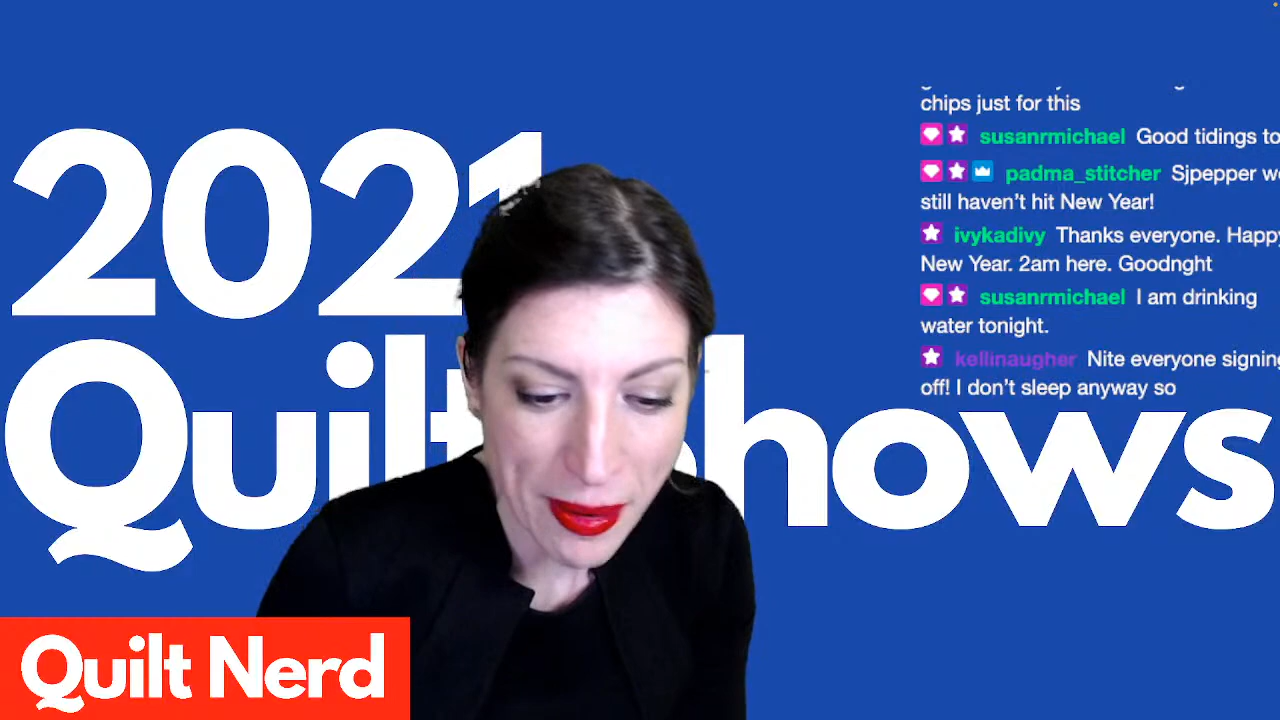 2021
Quilt Shows
chips just for this
susanrmichael Good tidings to
padma_stitcher Sjpepper we
still haven’t hit New Year!
ivykadivy Thanks everyone. Happy
New Year. 2am here. Goodnght
susanrmichael I am drinking
water tonight.
kellinaugher Nite everyone signing
off! I don’t sleep anyway so
Quilt Nerd